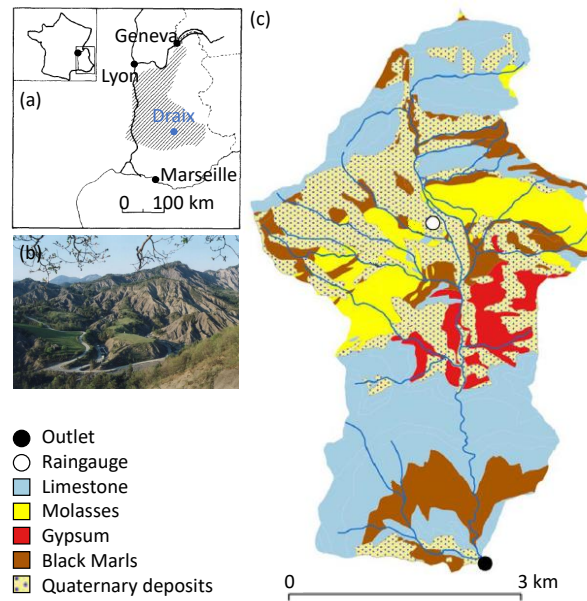 (a)
Geneva
Lyon
Draix
Marseille
0 100 km
(b)
(c)
Outlet
Raingauge
Limestone
Molasses
Gypsum
Black Marls
Quaternary deposits
0 3 km